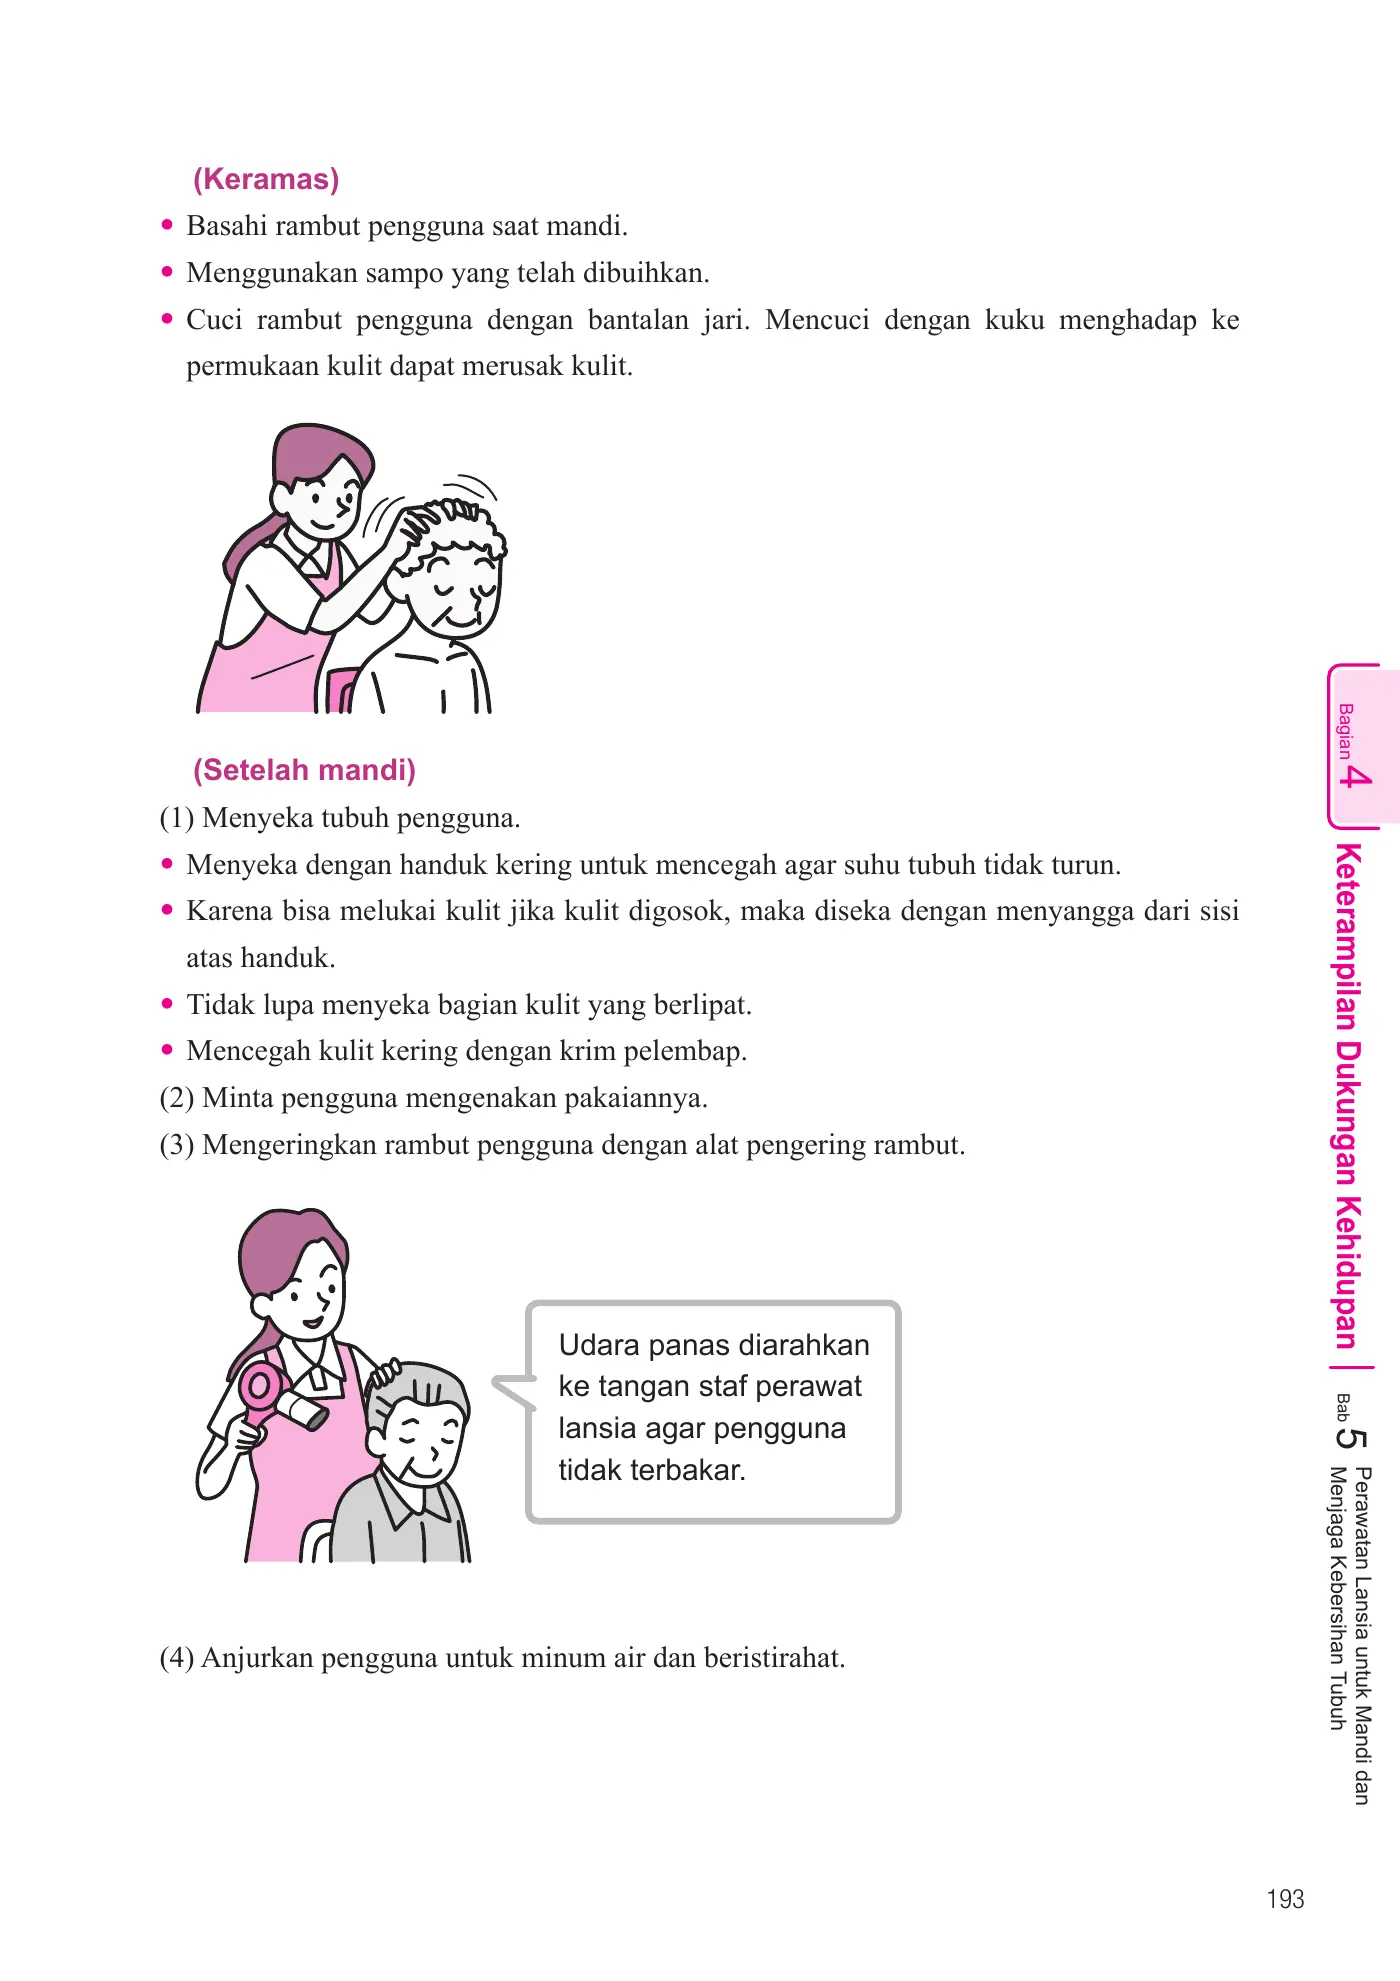 (Keramas)
• Basahi rambut pengguna saat mandi.
• Menggunakan sampo yang telah dibuihkan.
• Cuci rambut pengguna dengan bantalan jari. Mencuci dengan kuku menghadap ke
permukaan kulit dapat merusak kulit.
(Setelah mandi)
(1) Menyeka tubuh pengguna.
• Menyeka dengan handuk kering untuk mencegah agar suhu tubuh tidak turun.
• Karena bisa melukai kulit jika kulit digosok, maka diseka dengan menyangga dari sisi
atas handuk.
• Tidak lupa menyeka bagian kulit yang berlipat.
• Mencegah kulit kering dengan krim pelembap.
(2) Minta pengguna mengenakan pakaiannya.
(3) Mengeringkan rambut pengguna dengan alat pengering rambut.
Udara panas diarahkan
ke tangan staf perawat
lansia agar pengguna
tidak terbakar.
(4) Anjurkan pengguna untuk minum air dan beristirahat.
Bagian 4
Keterampilan Dukungan Kehidupan
Bab 5
Perawatan Lansia untuk Mandi dan
Menjaga Kebersihan Tubuh
193